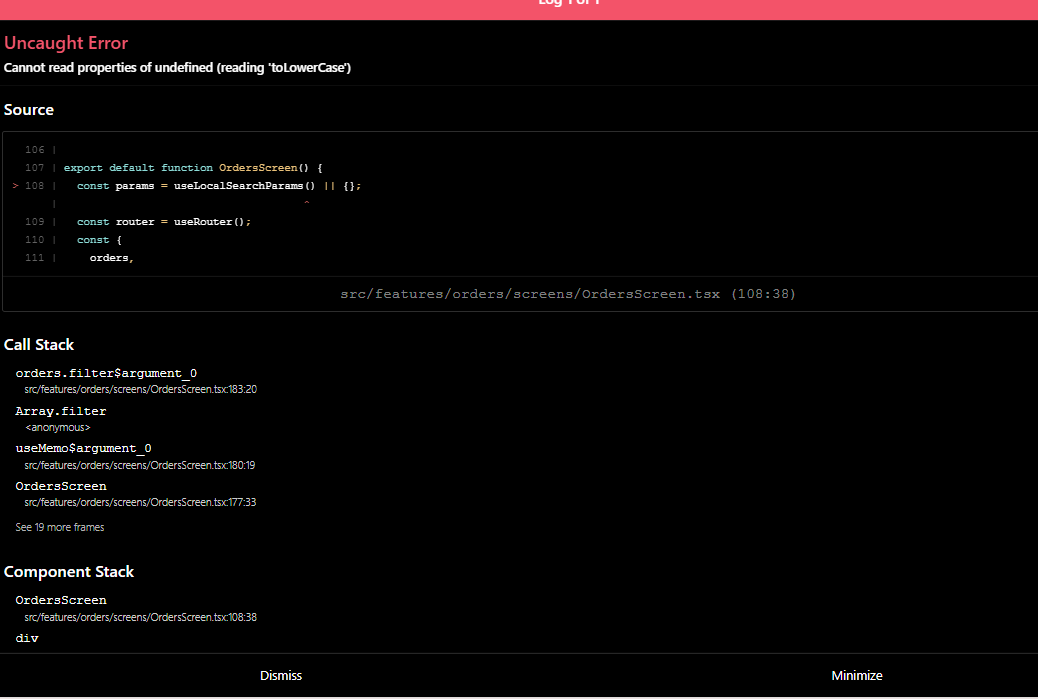 Log 1 of 1
Uncaught Error
Cannot read properties of undefined (reading 'toLowerCase')
Source
106 |
107 | export default function OrdersScreen() {
> 108 |   const params = useLocalSearchParams() || {};
| ^
109 |   const router = useRouter();
110 |   const {
111 |     orders,
src/features/orders/screens/OrdersScreen.tsx (108:38)
Call Stack
orders.filter$argument_0
src/features/orders/screens/OrdersScreen.tsx:183:20
Array.filter
<anonymous>
useMemo$argument_0
src/features/orders/screens/OrdersScreen.tsx:180:19
OrdersScreen
src/features/orders/screens/OrdersScreen.tsx:177:33
See 19 more frames
Component Stack
OrdersScreen
src/features/orders/screens/OrdersScreen.tsx:108:38
div
Dismiss
Minimize